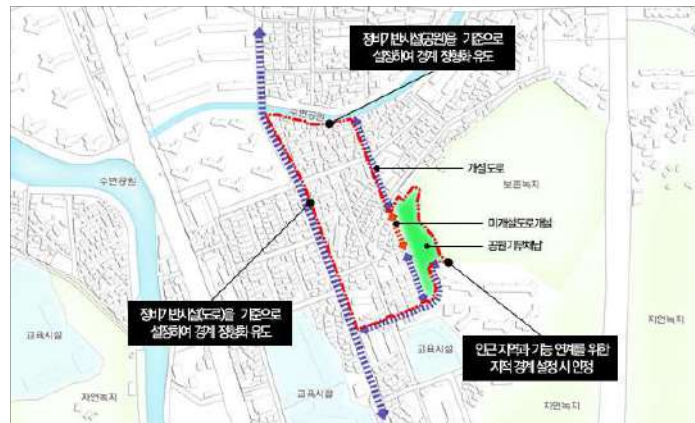 정비기반시설(공원)을 기준으로
설정하여 경계 정형화 유도
수변공원
개설도로
수변공원
보존녹지
미개설도로개설
공원기부채납
정비기반시설(도로)을 기준으로
설정하여 경계 정형화 유도
인근 지역과 기능 연계를 위한
지적 경계 설정 시 인정
교육시설
교육시설
자연녹지
자연녹지
교육시설
자연녹지